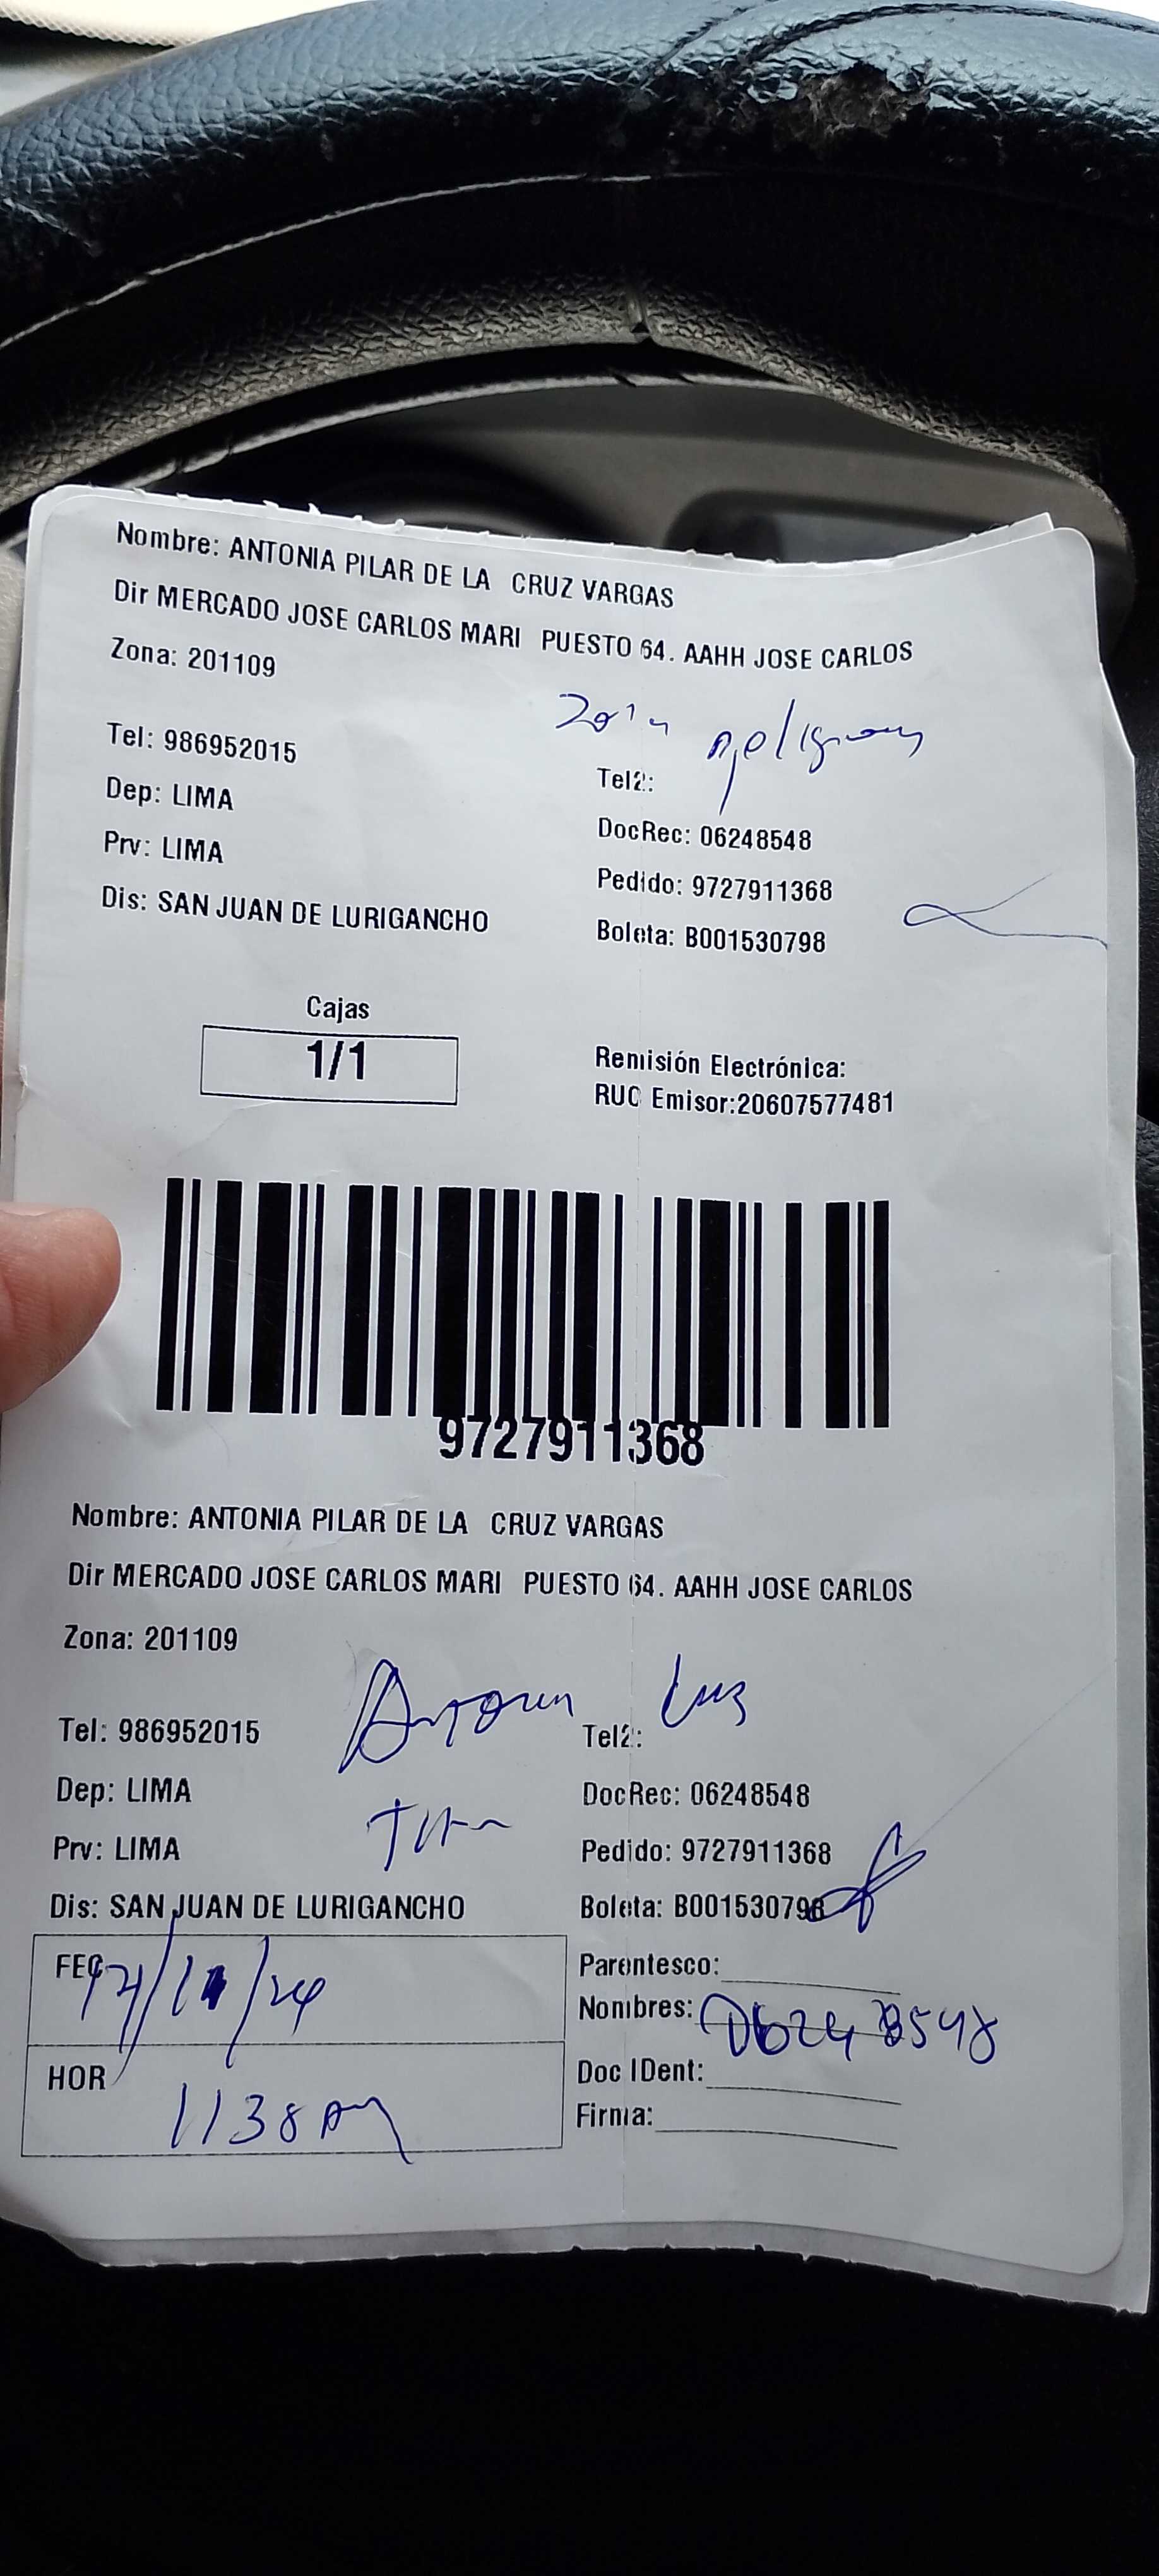 Nombre: ANTONIA PILAR DE LA CRUZ VARGAS
Dir MERCADO JOSE CARLOS MARI PUESTO 64. AAHH JOSE CARLOS
Zona: 201109
Zona peligrosa
Tel: 986952015
Tel2:
Dep: LIMA
DocRec: 06248548
Prv: LIMA
Pedido: 9727911368
Dis: SAN JUAN DE LURIGANCHO
Boleta: B001530798
Cajas
1/1
Remisión Electrónica:
RUC Emisor:20607577481
9727911368
Nombre: ANTONIA PILAR DE LA CRUZ VARGAS
Dir MERCADO JOSE CARLOS MARI PUESTO 64. AAHH JOSE CARLOS
Zona: 201109
Luz
Tel: 986952015
Tel2:
Dep: LIMA
DocRec: 06248548
Prv: LIMA
Pedido: 9727911368
Dis: SAN JUAN DE LURIGANCHO
Boleta: B001530798
FEC
Parentesco:
Nombres: 06248548
HOR 1138 am
Doc IDent:
Firma: